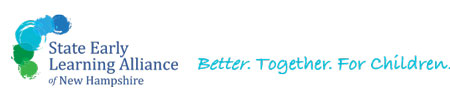 State Early
Learning Alliance
of New Hampshire
Better. Together. For Children.